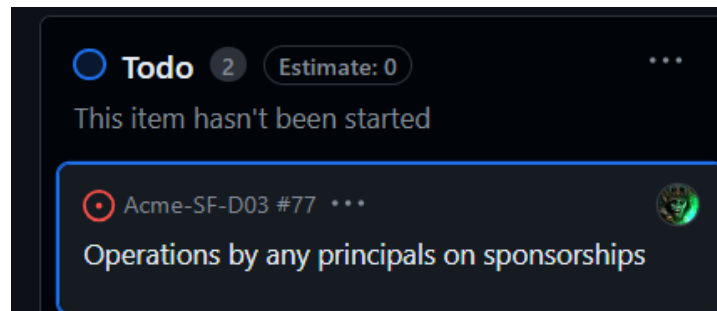 Todo 2 Estimate: 0
This item hasn't been started
Acme-SF-D03 #77
Operations by any principals on sponsorships